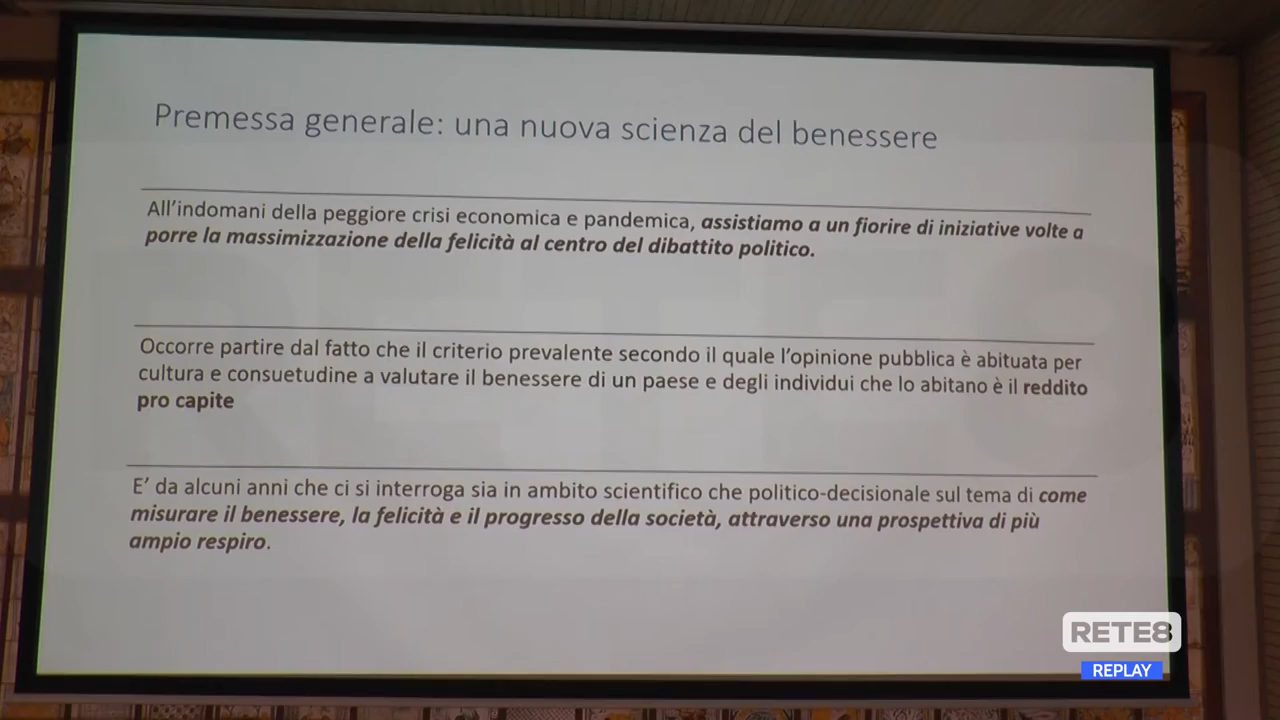 Premessa generale: una nuova scienza del benessere
All'indomani della peggiore crisi economica e pandemica, assistiamo a un fiorire di iniziative volte a
porre la massimizzazione della felicità al centro del dibattito politico.
Occorre partire dal fatto che il criterio prevalente secondo il quale l'opinione pubblica è abituata per
cultura e consuetudine a valutare il benessere di un paese e degli individui che lo abitano è il reddito
pro capite
E' da alcuni anni che ci si interroga sia in ambito scientifico che politico-decisionale sul tema di come
misurare il benessere, la felicità e il progresso della società, attraverso una prospettiva di più
ampio respiro.
RETE8
REPLAY